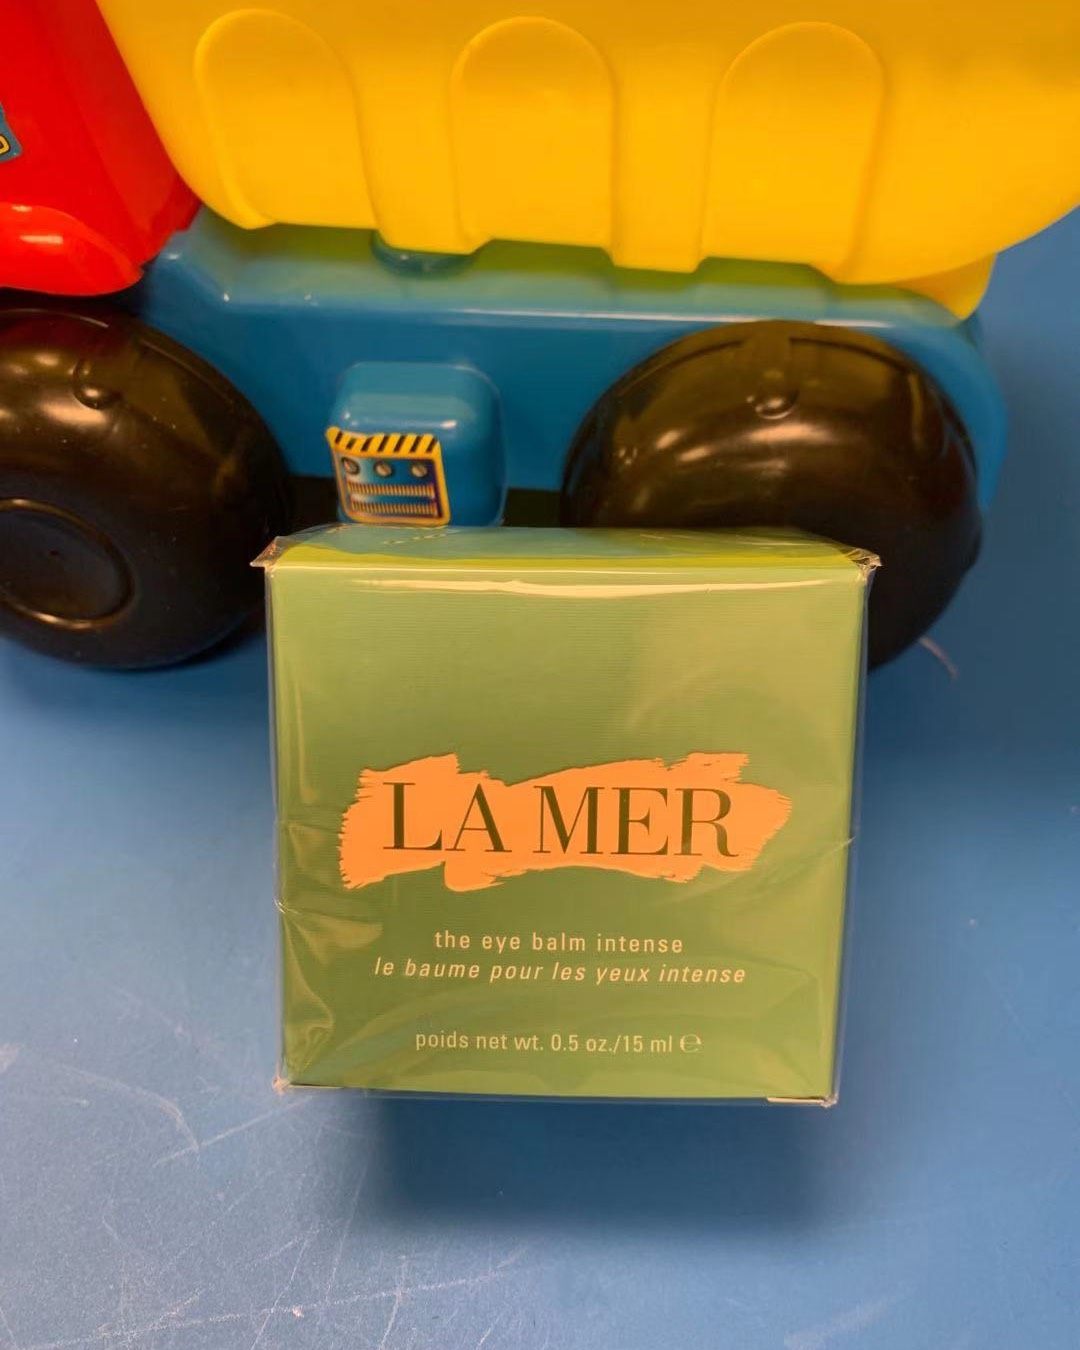 LA MER
the eye balm intense
le baume pour les yeux intense
poids net wt. 0.5 oz./15 ml ℮